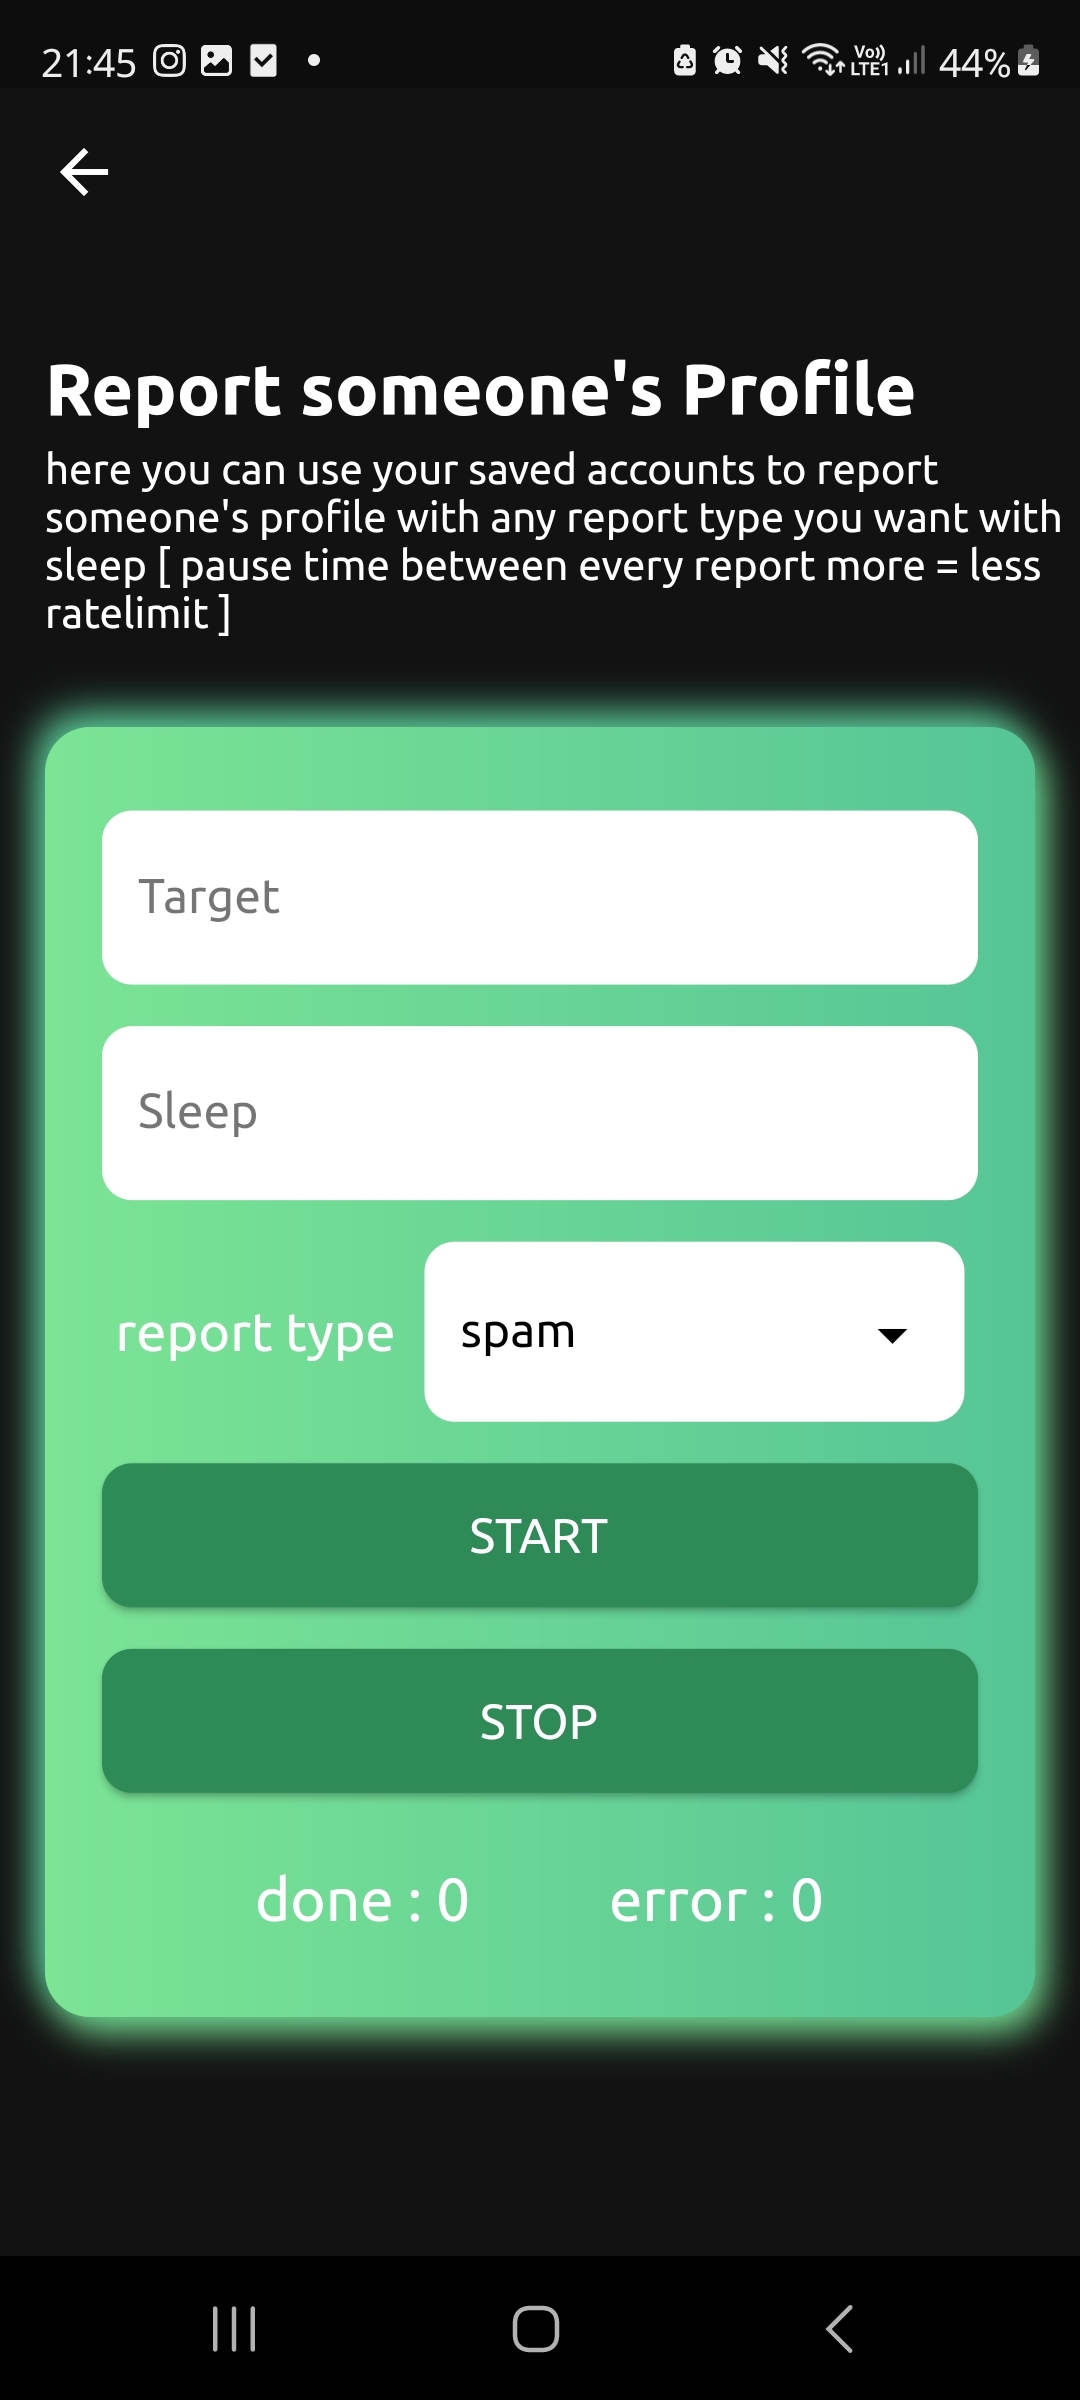 21:45 Vo)) LTE1 44%
Report someone's Profile
here you can use your saved accounts to report
someone's profile with any report type you want with
sleep [ pause time between every report more = less
ratelimit ]
Target
Sleep
report type spam
START
STOP
done : 0 error : 0